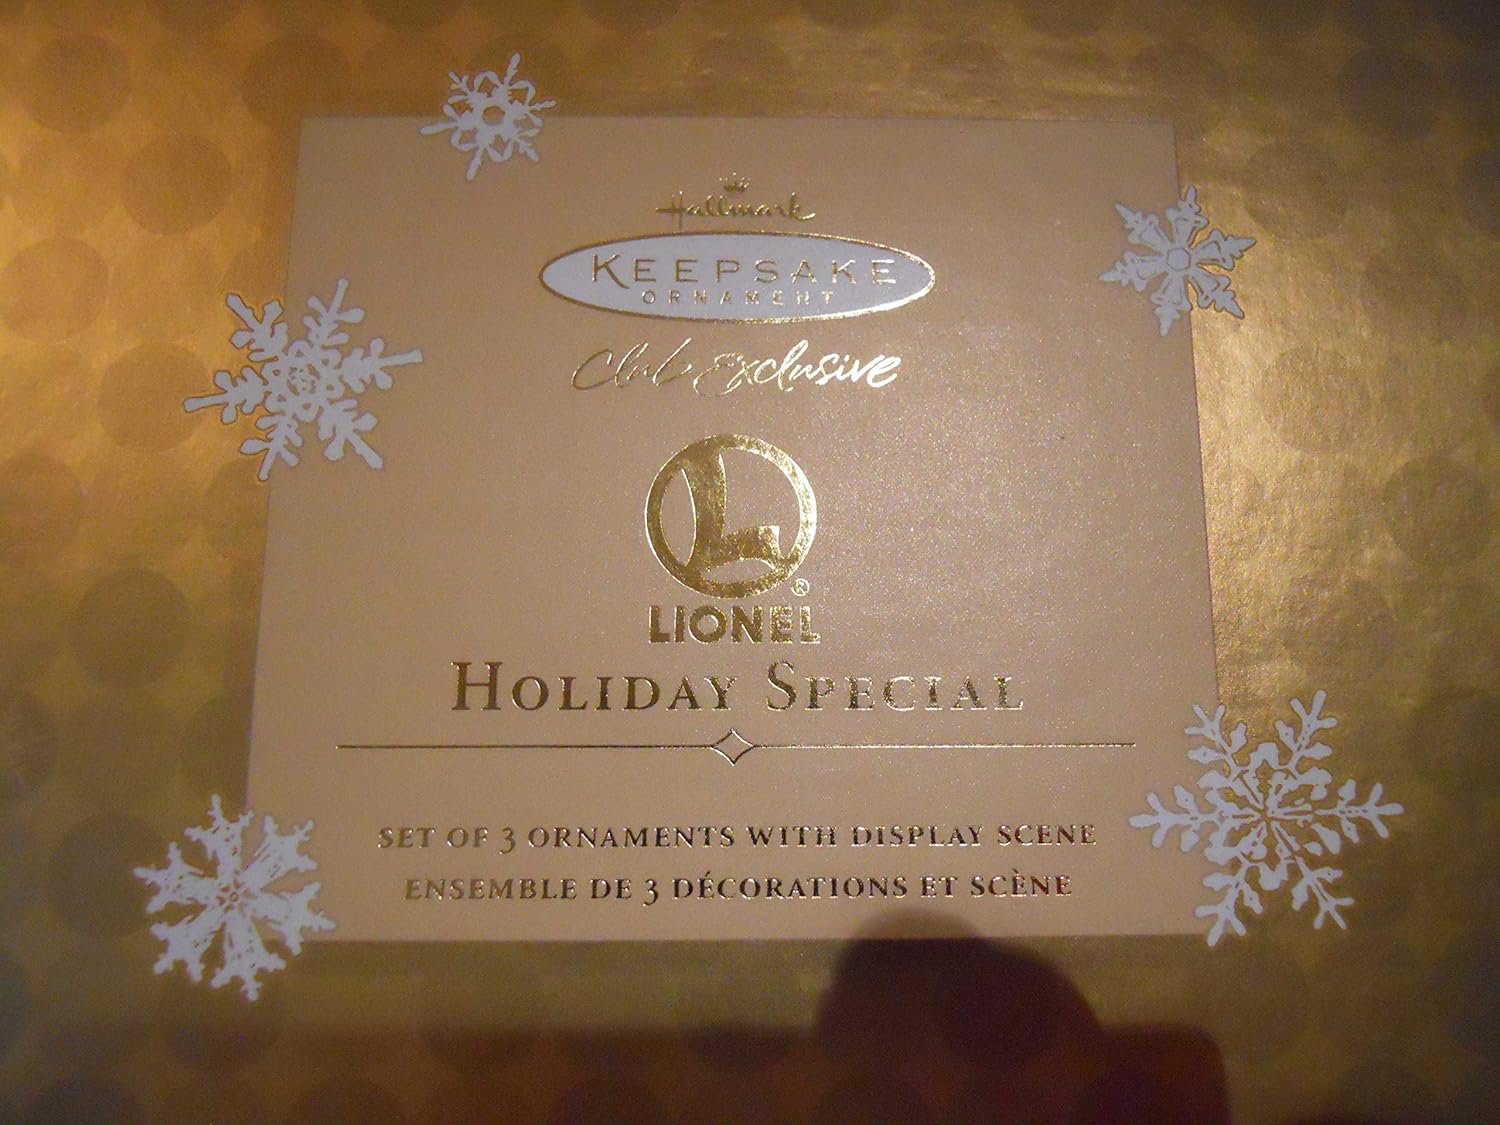 Hallmark
KEEPSAKE
ORNAMENT
Club Exclusive
L
®
LIONEL
HOLIDAY SPECIAL
SET OF 3 ORNAMENTS WITH DISPLAY SCENE
ENSEMBLE DE 3 DÉCORATIONS ET SCÈNE